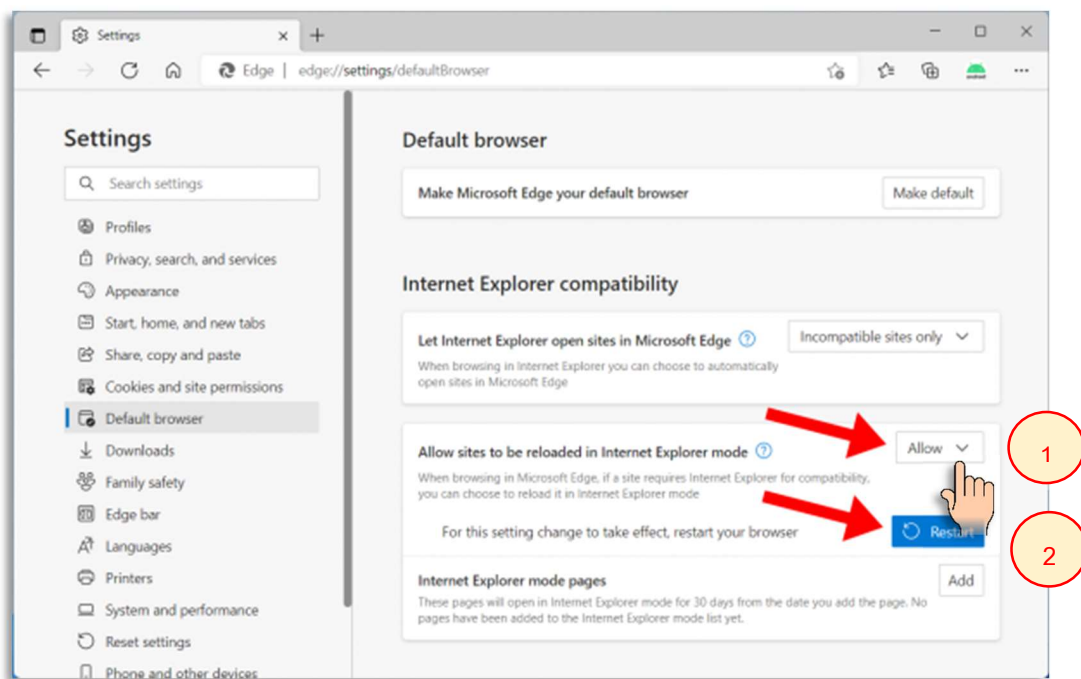 Settings
Edge | edge://settings/defaultBrowser
android
Settings
Search settings
Profiles
Privacy, search, and services
Appearance
Start, home, and new tabs
Share, copy and paste
Cookies and site permissions
Default browser
Downloads
Family safety
Edge bar
Languages
Printers
System and performance
Reset settings
Phone and other devices
Default browser
Make Microsoft Edge your default browser
Make default
Internet Explorer compatibility
Let Internet Explorer open sites in Microsoft Edge
Incompatible sites only
When browsing in Internet Explorer you can choose to automatically
open sites in Microsoft Edge
Allow sites to be reloaded in Internet Explorer mode
Allow
1
When browsing in Microsoft Edge, if a site requires Internet Explorer for compatibility,
you can choose to reload it in Internet Explorer mode
For this setting change to take effect, restart your browser
Restart
2
Internet Explorer mode pages
Add
These pages will open in Internet Explorer mode for 30 days from the date you add the page. No
pages have been added to the Internet Explorer mode list yet.